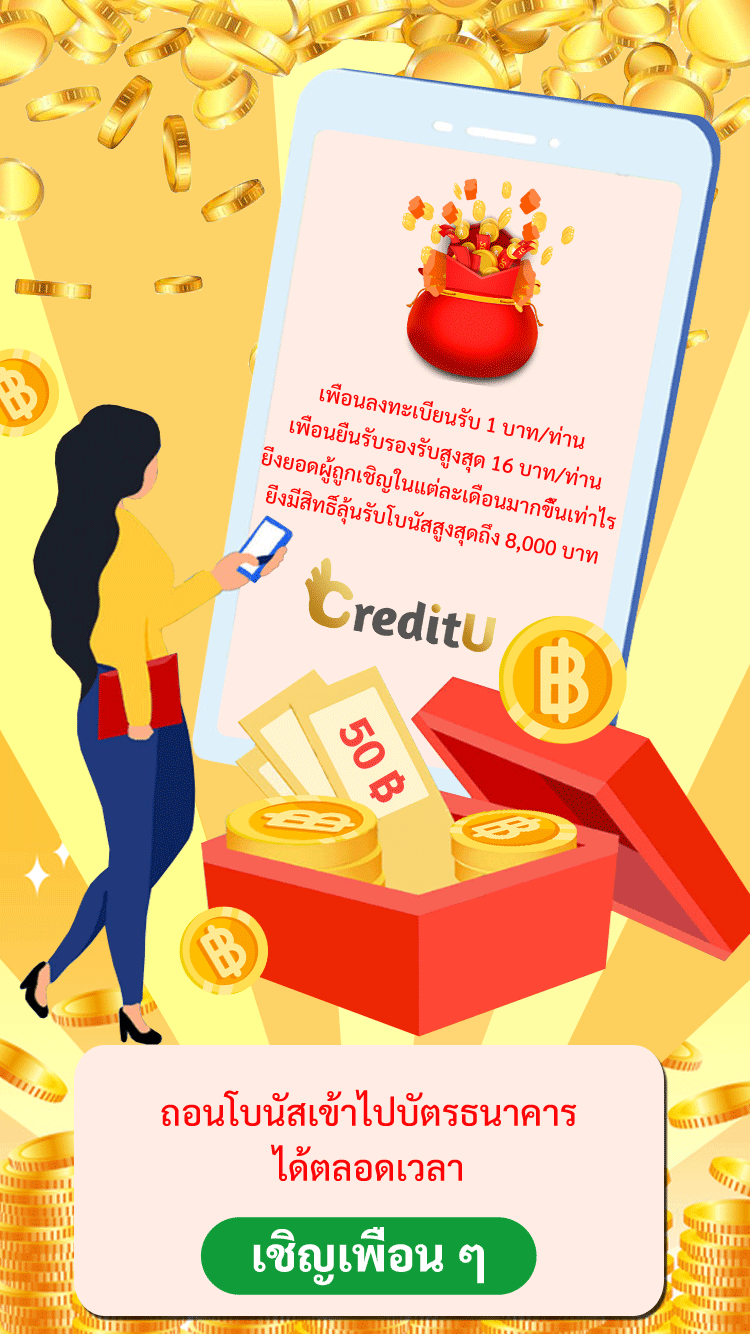 เพือนลงทะเบียนรับ 1 บาท/ท่าน
เพือนยืนรับรองรับสูงสุด 16 บาท/ท่าน
ยีงยอดผู้ถูกเชิญในแต่ละเดือนมากขึ้นเท่าไร
ยีงมีสิทธิ์ลุ้นรับโบนัสสูงสุดถึง 8,000 บาท
CreditU
50 ฿
ถอนโบนัสเข้าไปบัตรธนาคาร
ได้ตลอดเวลา
เชิญเพือน ๆ